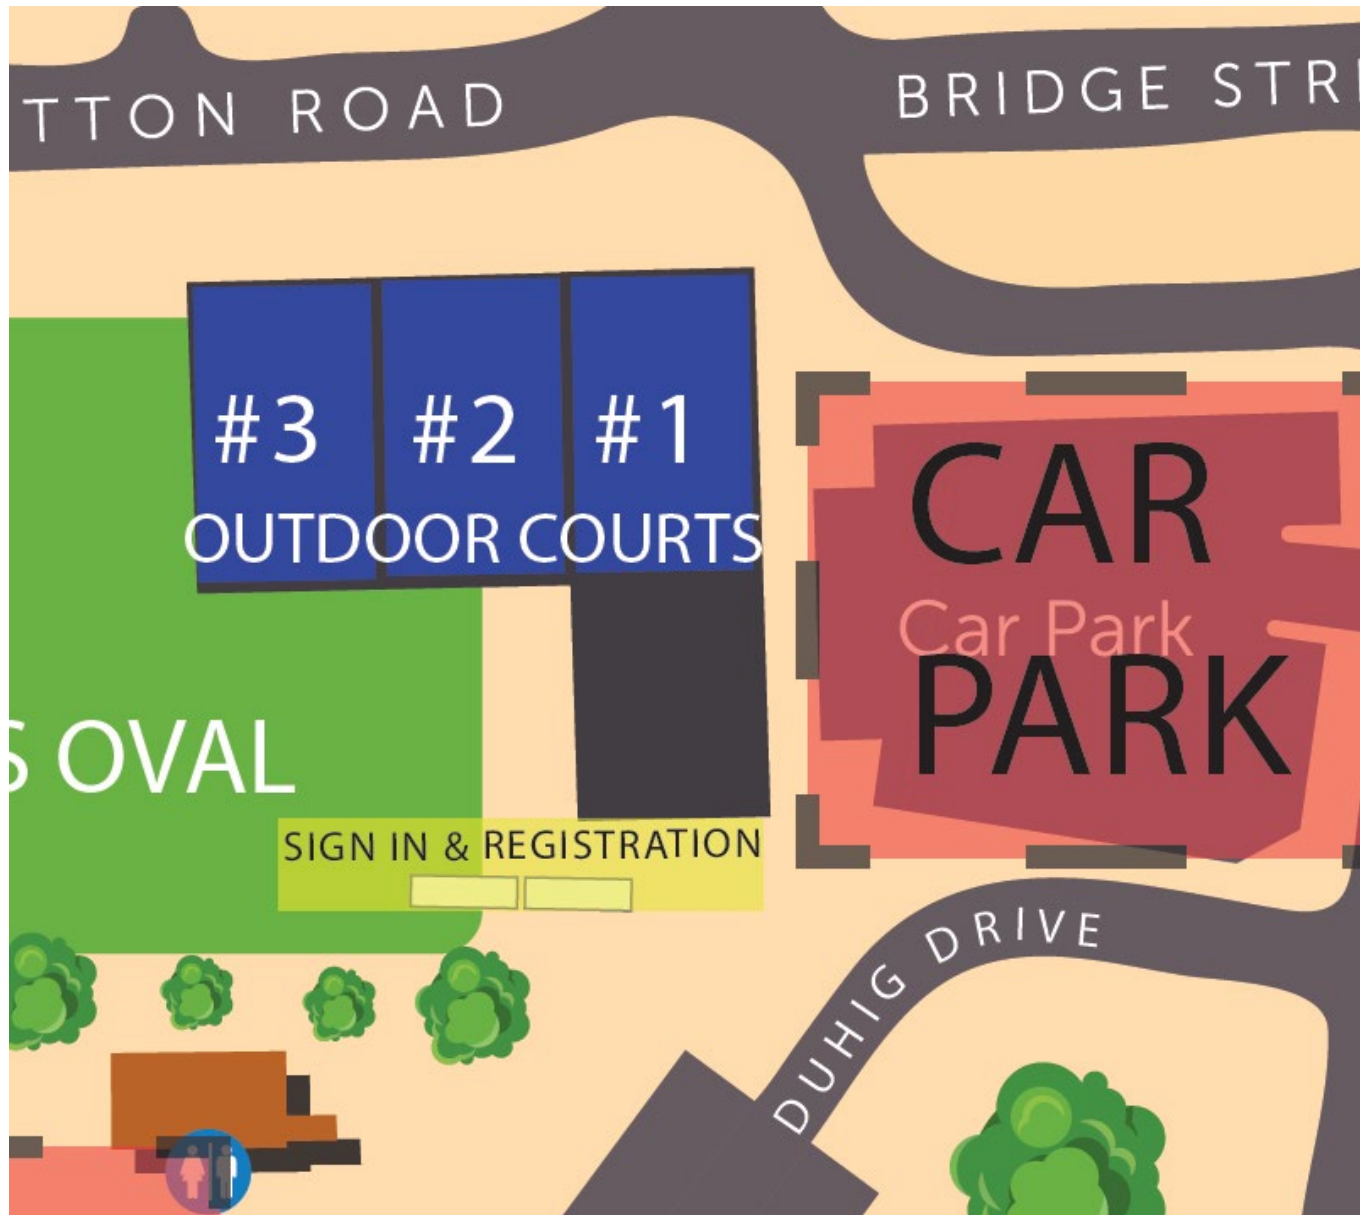 TTON ROAD
BRIDGE STR
#3 #2 #1
OUTDOOR COURTS
CAR
Car Park
PARK
S OVAL
SIGN IN & REGISTRATION
DUHIG DRIVE